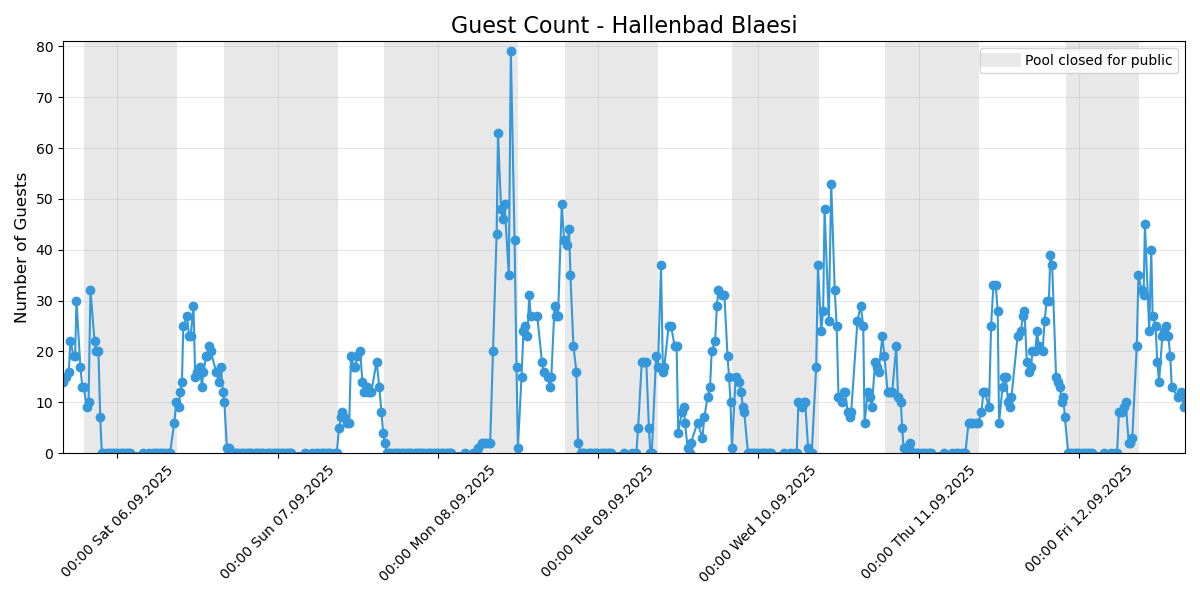 Guest Count - Hallenbad Blaesi
Pool closed for public
Number of Guests
80
70
60
50
40
30
20
10
0
00:00 Sat 06.09.2025
00:00 Sun 07.09.2025
00:00 Mon 08.09.2025
00:00 Tue 09.09.2025
00:00 Wed 10.09.2025
00:00 Thu 11.09.2025
00:00 Fri 12.09.2025